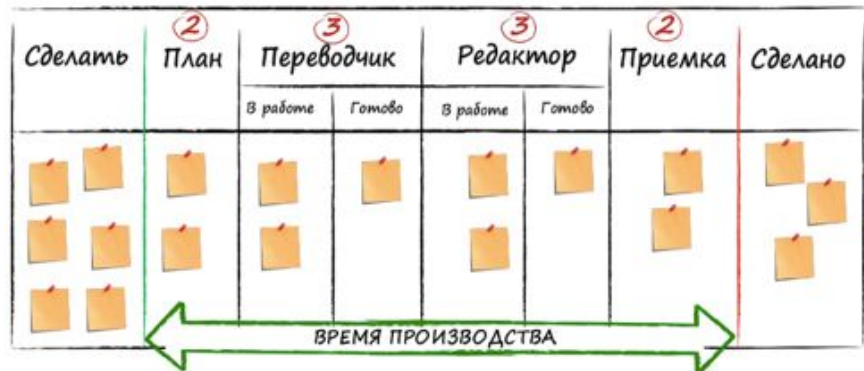 2 3 3 2
Сделать План Переводчик Редактор Приемка Сделано
В работе Готово В работе Готово
ВРЕМЯ ПРОИЗВОДСТВА